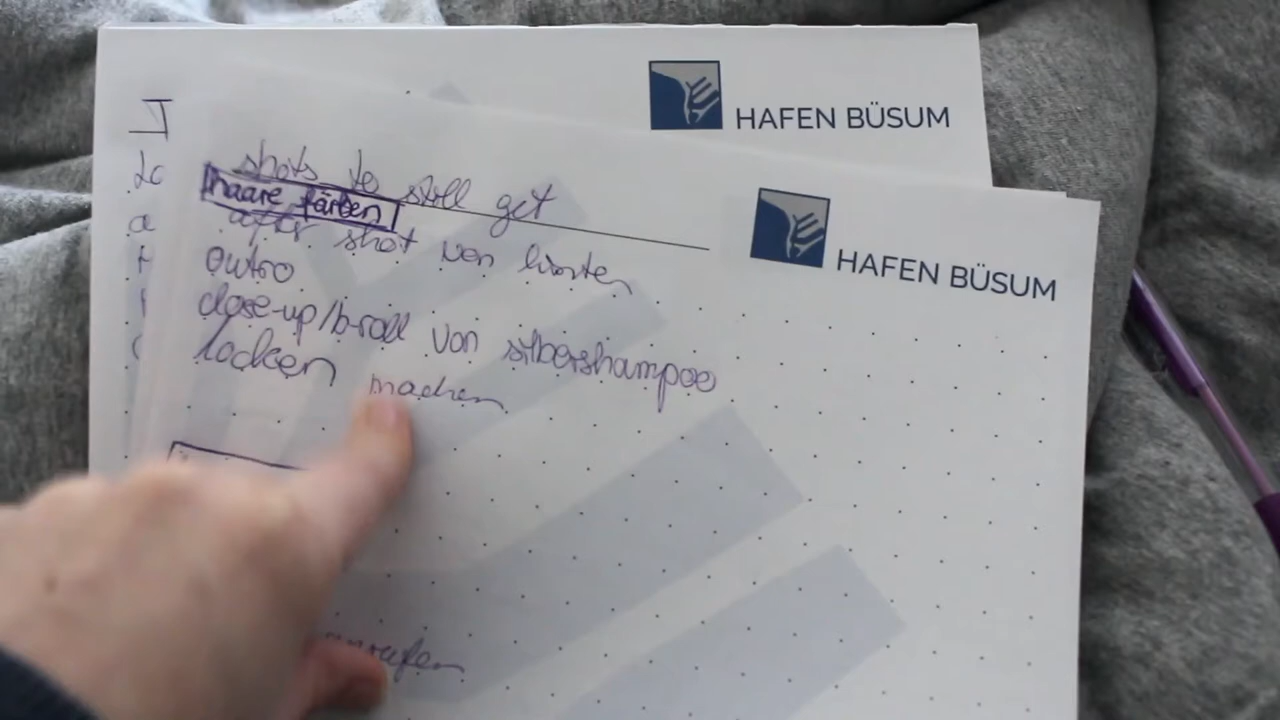 HAFEN BÜSUM
HAFEN BÜSUM
shots to still get
haare färben
after shot von hinten
outro
close-up/b-roll von silbershampoo
locken machen
anrufen